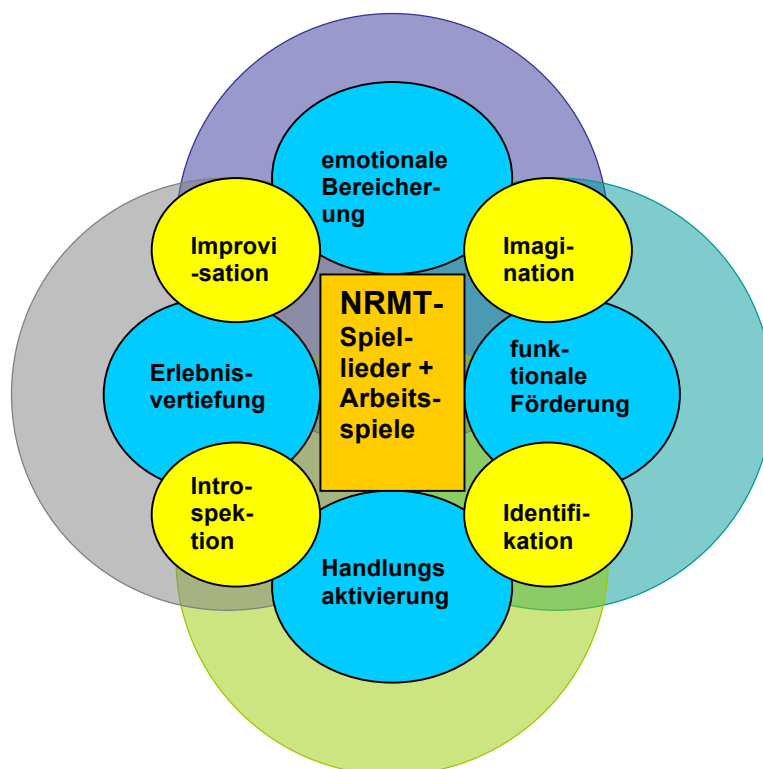 emotionale
Bereicher-
ung
Improvi
-sation
Imagi-
nation
NRMT-
Spiel-
lieder +
Arbeits-
spiele
Erlebnis-
vertiefung
funk-
tionale
Förderung
Intro-
spek-
tion
Identifi-
kation
Handlungs
aktivierung